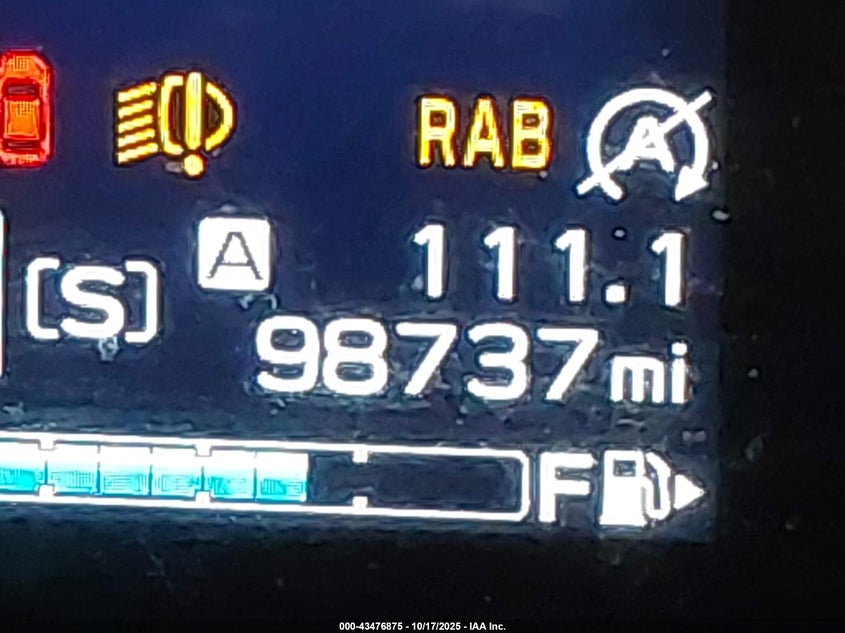 RAB A
A 111.1
[S]
98737 mi
F
000-43476875 - 10/17/2025 - IAA Inc.